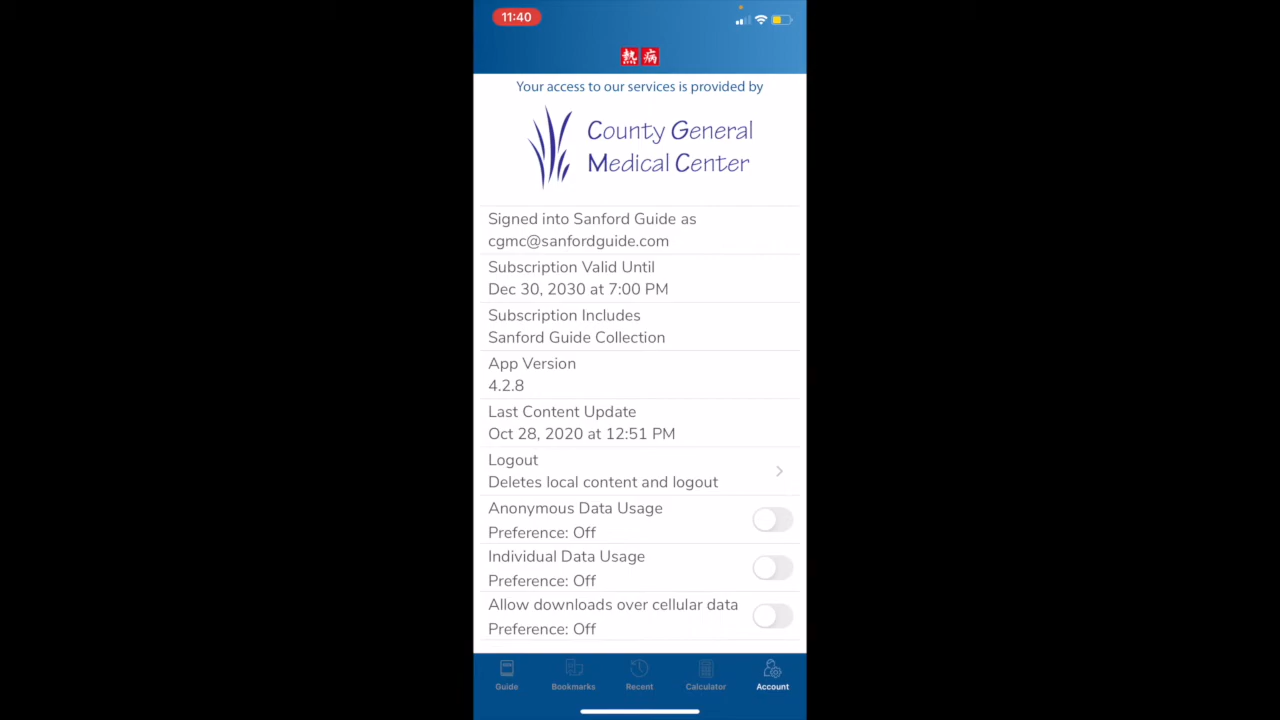 11:40
熱病
Your access to our services is provided by
County General
Medical Center
Signed into Sanford Guide as
cgmc@sanfordguide.com
Subscription Valid Until
Dec 30, 2030 at 7:00 PM
Subscription Includes
Sanford Guide Collection
App Version
4.2.8
Last Content Update
Oct 28, 2020 at 12:51 PM
Logout
Deletes local content and logout
Anonymous Data Usage
Preference: Off
Individual Data Usage
Preference: Off
Allow downloads over cellular data
Preference: Off
Guide
Bookmarks
Recent
Calculator
Account